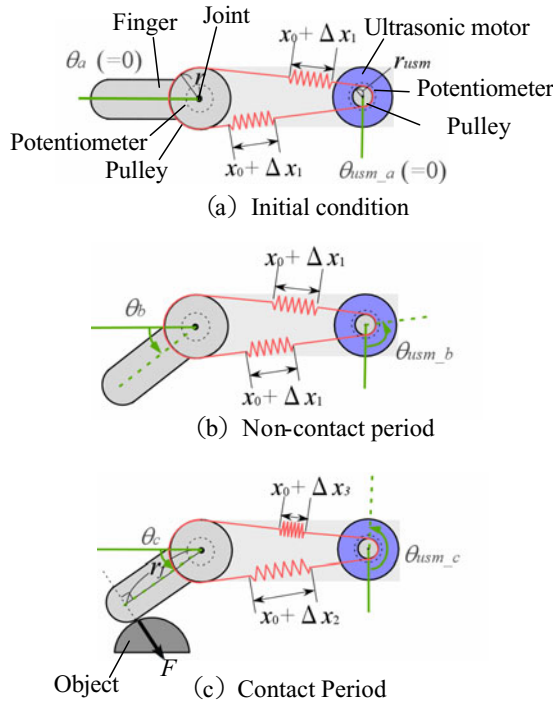 Joint
Finger
x₀+Δx₁
Ultrasonic motor
θa (=0)
r
rusm
Potentiometer
Potentiometer
Pulley
Pulley
x₀+Δx₁
θusm_a (=0)
(a) Initial condition
x₀+Δx₁
θb
θusm_b
x₀+Δx₁
(b) Non-contact period
x₀+Δx₃
θc
r
θusm_c
x₀+Δx₂
F
Object
(c) Contact Period